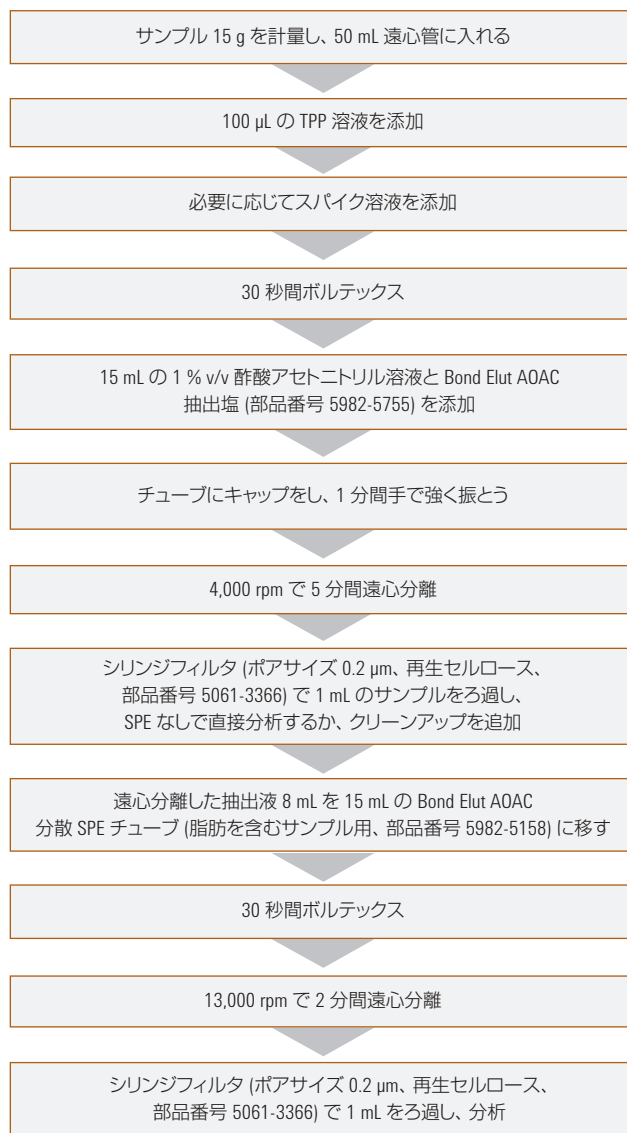 サンプル 15 g を計量し、50 mL 遠心管に入れる
100 µL の TPP 溶液を添加
必要に応じてスパイク溶液を添加
30 秒間ボルテックス
15 mL の 1 % v/v 酢酸アセトニトリル溶液と Bond Elut AOAC
抽出塩 (部品番号 5982-5755) を添加
チューブにキャップをし、1 分間手で強く振とう
4,000 rpm で 5 分間遠心分離
シリンジフィルタ (ポアサイズ 0.2 µm、再生セルロース、
部品番号 5061-3366) で 1 mL のサンプルをろ過し、
SPE なしで直接分析するか、クリーンアップを追加
遠心分離した抽出液 8 mL を 15 mL の Bond Elut AOAC
分散 SPE チューブ (脂肪を含むサンプル用、部品番号 5982-5158) に移す
30 秒間ボルテックス
13,000 rpm で 2 分間遠心分離
シリンジフィルタ (ポアサイズ 0.2 µm、再生セルロース、
部品番号 5061-3366) で 1 mL をろ過し、分析